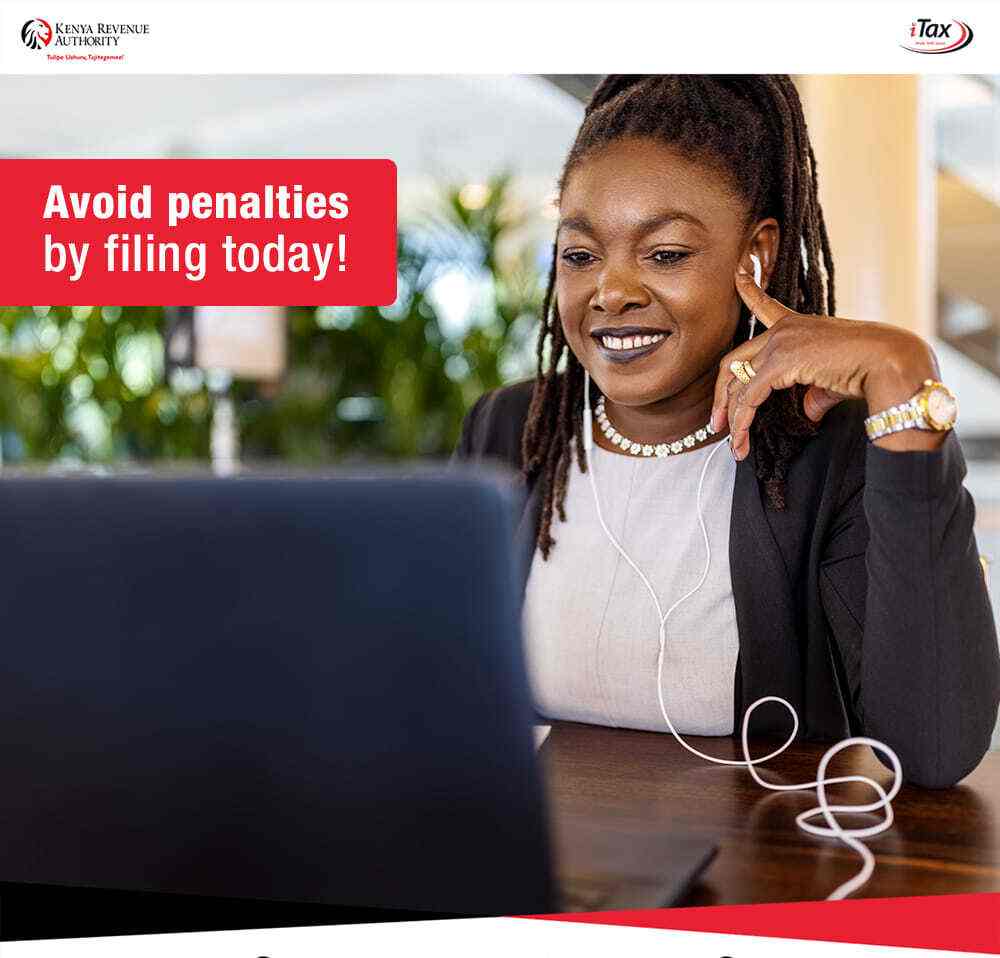 KENYA REVENUE
AUTHORITY
Tulipe Ushuru, Tujitegemee!
iTax
Avoid penalties
by filing today!